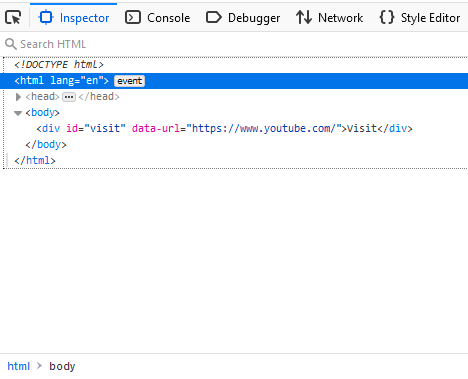 Inspector Console Debugger Network {} Style Editor
Search HTML
<!DOCTYPE html>
<html lang="en"> event
<head> ••• </head>
<body>
<div id="visit" data-url="https://www.youtube.com/">Visit</div>
</body>
</html>
html > body